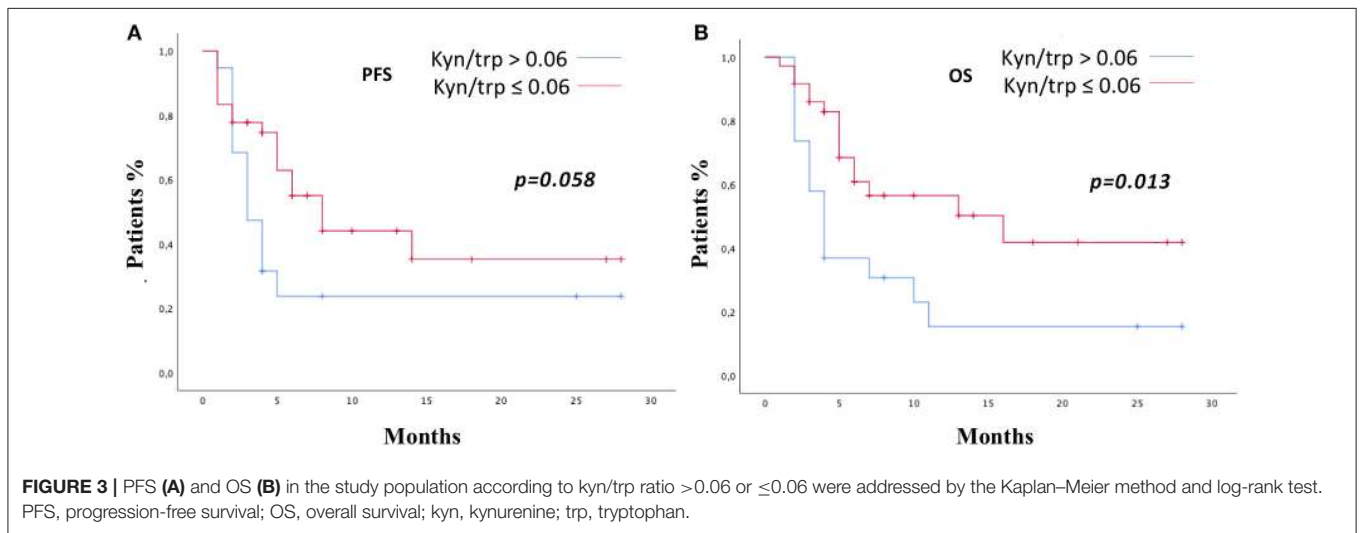 A
PFS
Kyn/trp > 0.06
Kyn/trp ≤ 0.06
p=0.058
Patients %
1,0
0,8
0,6
0,4
0,2
0,0
0 5 10 15 20 25 30
Months
B
OS
Kyn/trp > 0.06
Kyn/trp ≤ 0.06
p=0.013
Patients %
1,0
0,8
0,6
0,4
0,2
0,0
0 5 10 15 20 25 30
Months
FIGURE 3 | PFS (A) and OS (B) in the study population according to kyn/trp ratio >0.06 or ≤0.06 were addressed by the Kaplan–Meier method and log-rank test.
PFS, progression-free survival; OS, overall survival; kyn, kynurenine; trp, tryptophan.